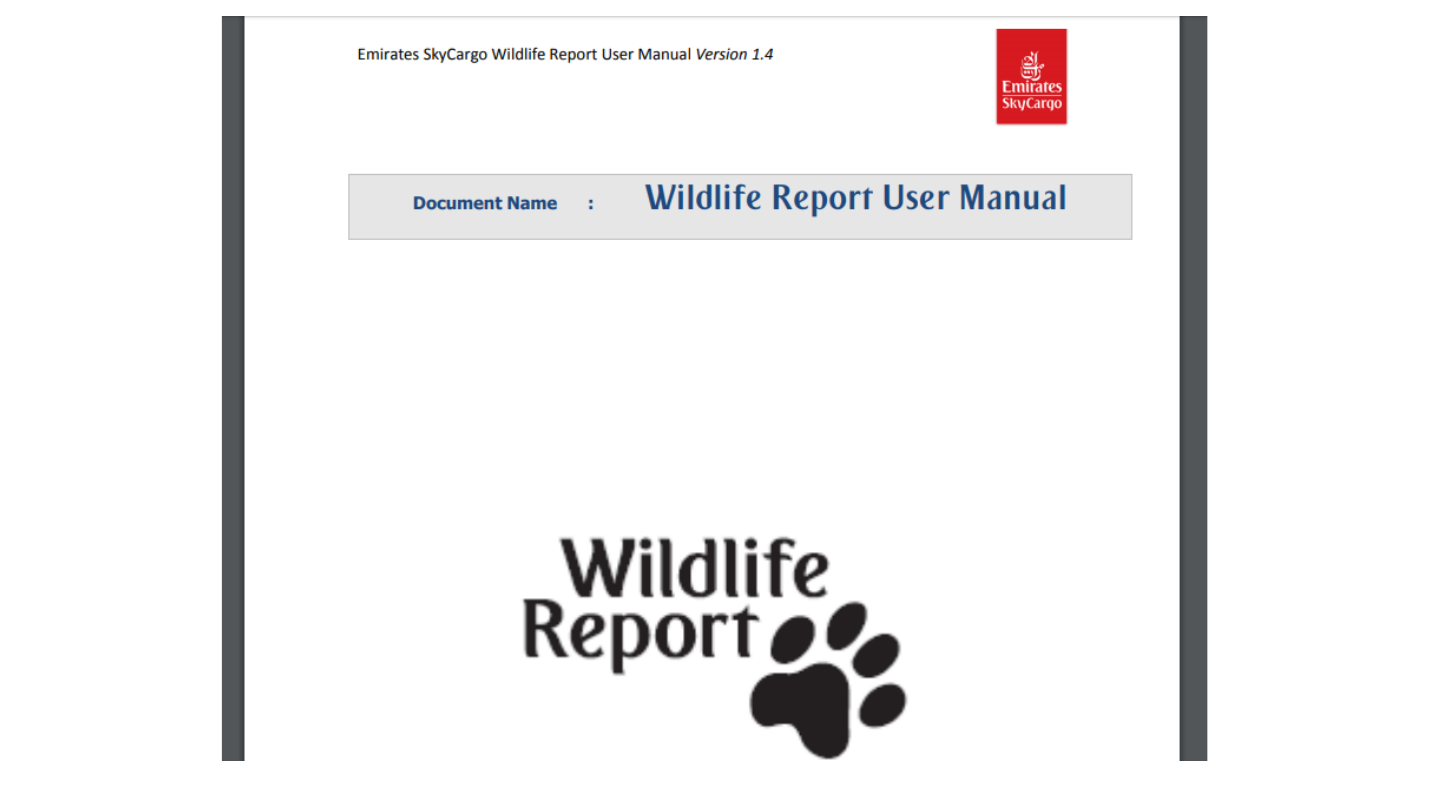 Emirates SkyCargo Wildlife Report User Manual Version 1.4
Emirates
SkyCargo
Document Name : Wildlife Report User Manual
Wildlife
Report